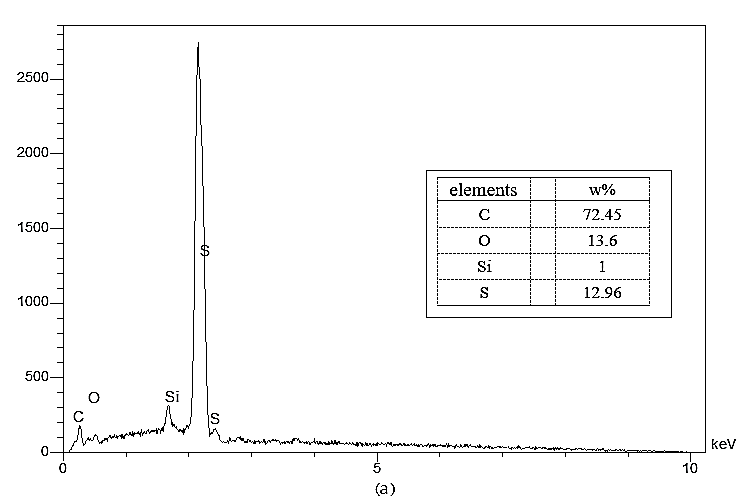 2500
2000
1500
1000
500
0
0
5
10
keV
C
O
Si
S
S
elements w%
C 72.45
O 13.6
Si 1
S 12.96
(a)